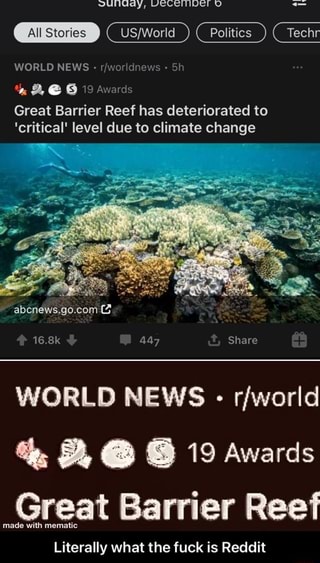 Sunday, December 6
All Stories US/World Politics Techn
WORLD NEWS • r/worldnews • 5h
19 Awards
Great Barrier Reef has deteriorated to
'critical' level due to climate change
abcnews.go.com
16.8k 447 Share
WORLD NEWS • r/world
S 19 Awards
Great Barrier Reef
made with mematic
Literally what the fuck is Reddit